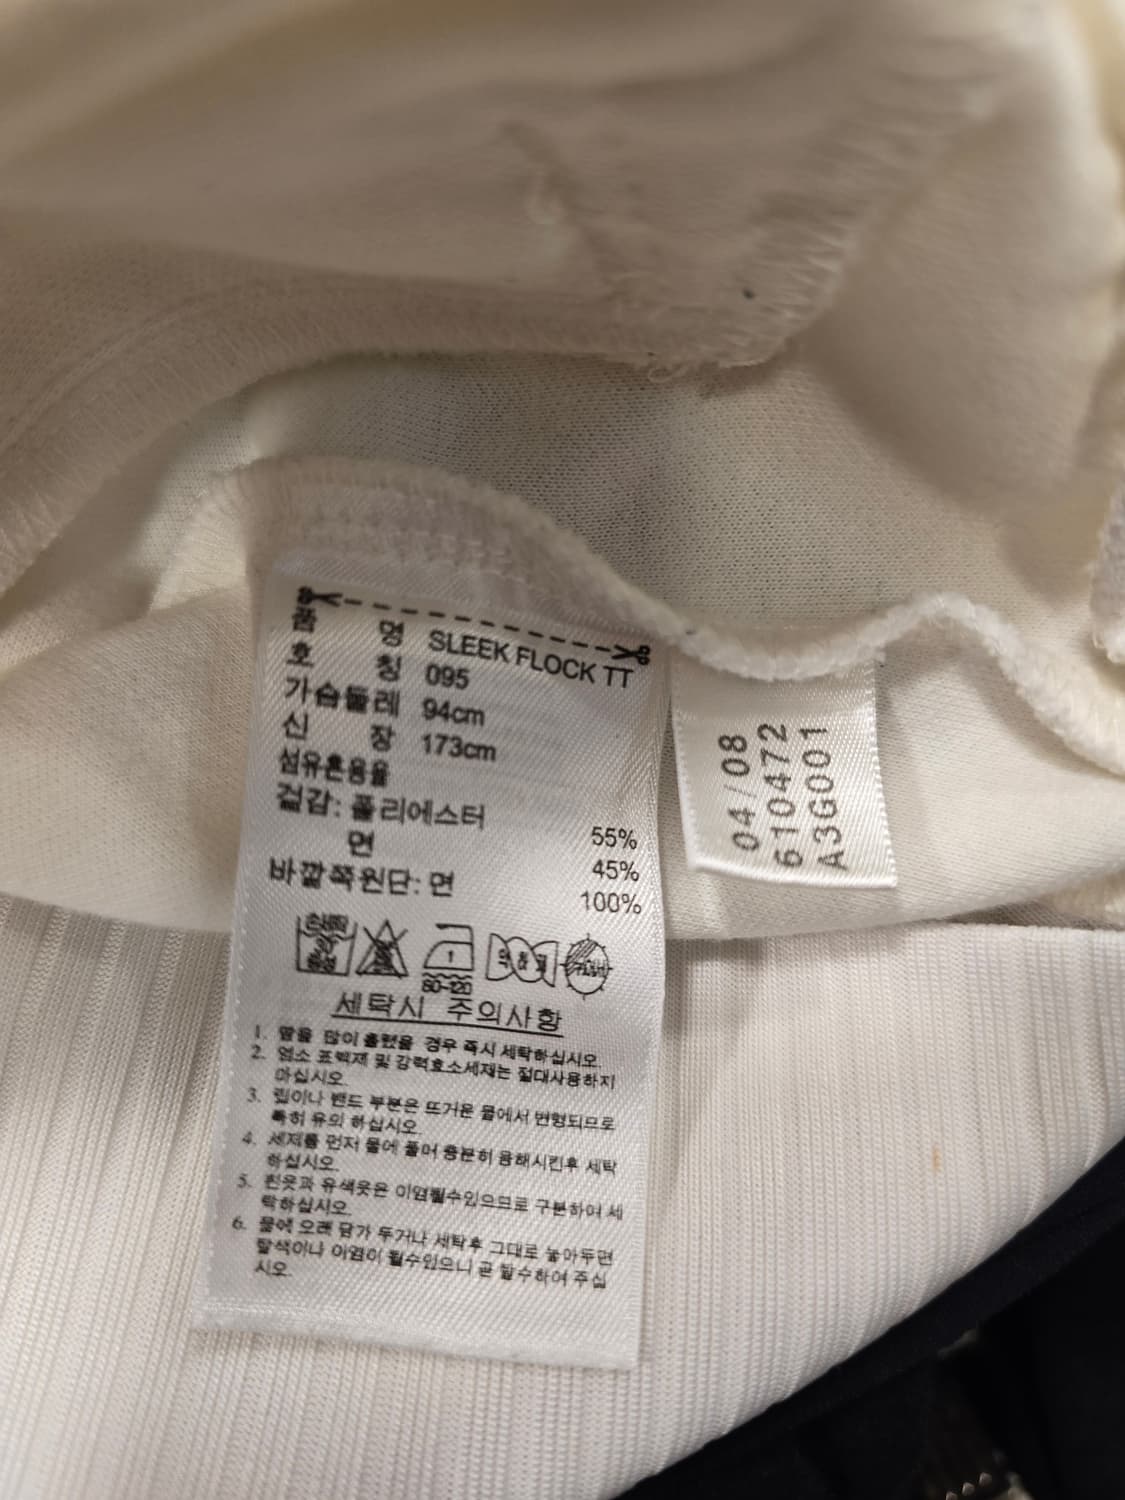 품 명 SLEEK FLOCK TT
호 칭 095
가슴둘레 94cm
신 장 173cm
섬유혼용율
겉감: 폴리에스터 55%
면 45%
바깥쪽원단: 면 100%
80-120
세탁시 주의사항
1. 땀을 많이 흘렸을 경우 즉시 세탁하십시오.
2. 염소 표백제 및 강력효소세제는 절대사용하지
마십시오.
3. 립이나 밴드 부분은 뜨거운 물에서 변형되므로
특히 유의 하십시오.
4. 세제를 먼저 물에 풀어 충분히 용해시킨후 세탁
하십시오.
5. 흰옷과 유색옷은 이염될수있으므로 구분하여 세
탁하십시오.
6. 물에 오래 담가 두거나 세탁후 그대로 놓아두면
탈색이나 이염이 될수있으니 곧 탈수하여 주십
시오.
04/08
610472
A3G001